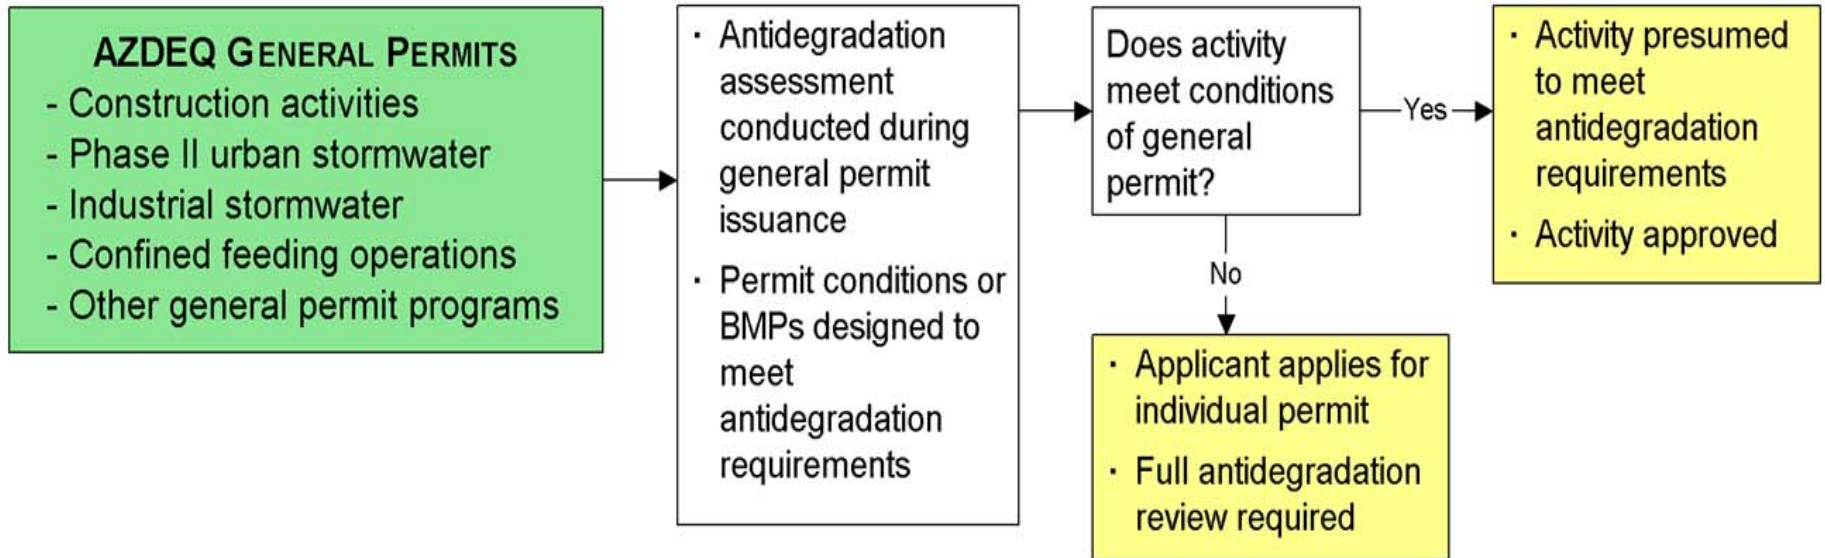 AZDEQ GENERAL PERMITS
- Construction activities
- Phase II urban stormwater
- Industrial stormwater
- Confined feeding operations
- Other general permit programs
· Antidegradation
assessment
conducted during
general permit
issuance
· Permit conditions or
BMPs designed to
meet
antidegradation
requirements
Does activity
meet conditions
of general
permit?
Yes
No
· Activity presumed
to meet
antidegradation
requirements
· Activity approved
· Applicant applies for
individual permit
· Full antidegradation
review required